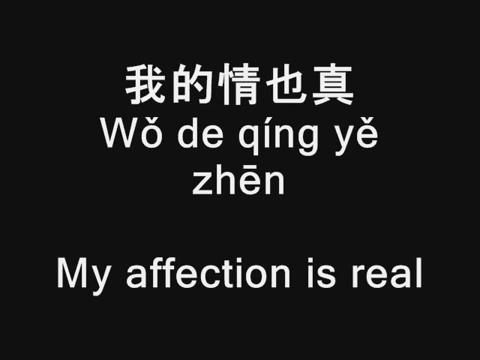 我的情也真
Wǒ de qíng yě
zhēn
My affection is real